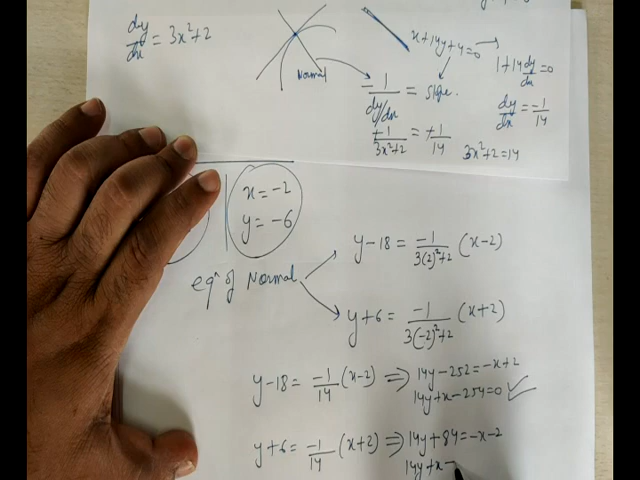 dy/dx = 3x²+2
Normal
-1/(dy/dx) = slope.
-1/(3x²+2) = -1/14
x+14y+4=0 →
1+14 dy/dx = 0
dy/dx = -1/14
3x²+2=14
x = -2
y = -6
eqⁿ of Normal
y-18 = -1/(3(2)²+2) (x-2)
y+6 = -1/(3(-2)²+2) (x+2)
y-18 = -1/14 (x-2) ⇒ 14y-252=-x+2
14y+x-254=0 ✓
y+6 = -1/14 (x+2) ⇒ 14y+84=-x-2
14y+x